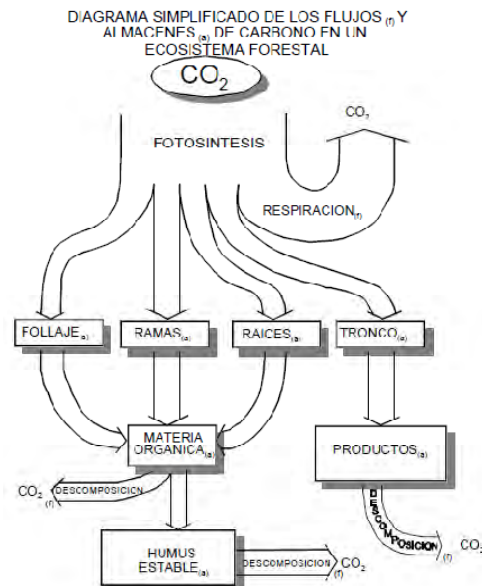 DIAGRAMA SIMPLIFICADO DE LOS FLUJOS (f) Y
ALMACENES (a) DE CARBONO EN UN
ECOSISTEMA FORESTAL
CO2
CO2
FOTOSINTESIS
RESPIRACION(f)
FOLLAJE(a)
RAMAS(a)
RAICES(a)
TRONCO(a)
MATERIA
ORGANICA(a)
PRODUCTOS(a)
CO2 (f)
DESCOMPOSICION
DESCOMPOSICION
(f)
CO2
HUMUS
ESTABLE(a)
DESCOMPOSICION
(f)
CO2